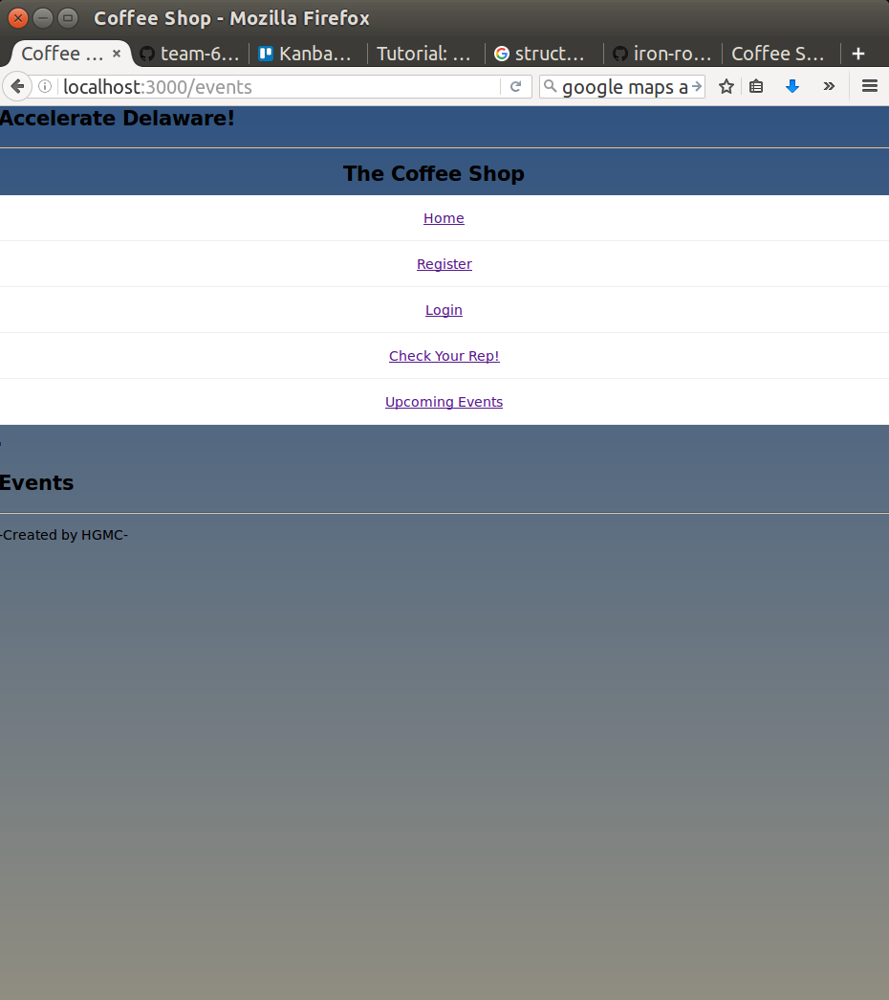 Coffee Shop - Mozilla Firefox
Coffee ... team-6... Kanba... Tutorial: ... struct... iron-ro... Coffee S...
localhost:3000/events google maps a
Accelerate Delaware!
The Coffee Shop
Home
Register
Login
Check Your Rep!
Upcoming Events
Events
-Created by HGMC-